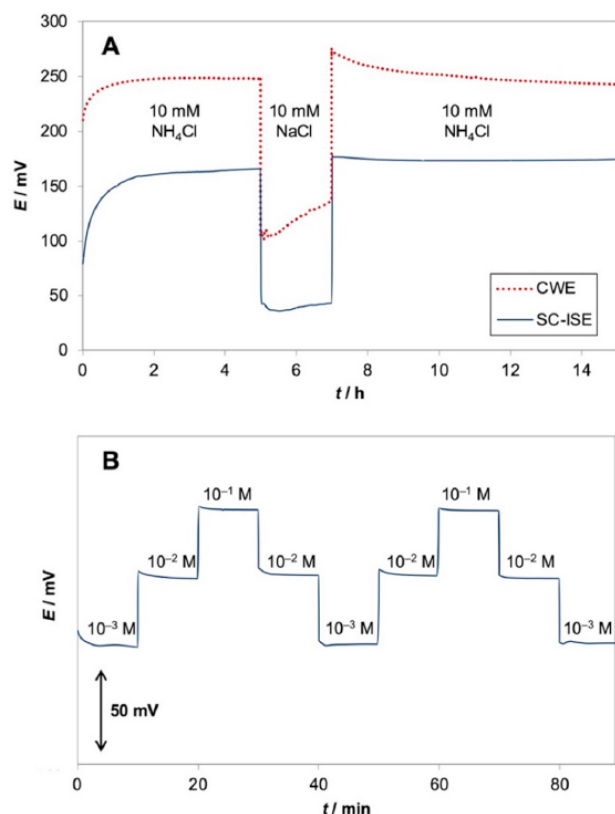 A
300
250
200
150
100
50
0
E / mV
10 mM
NH₄Cl
10 mM
NaCl
10 mM
NH₄Cl
CWE
SC-ISE
0 2 4 6 8 10 12 14
t / h
B
10⁻¹ M
10⁻¹ M
10⁻² M
10⁻² M
10⁻² M
10⁻² M
10⁻³ M
10⁻³ M
10⁻³ M
E / mV
50 mV
0 20 40 60 80
t / min